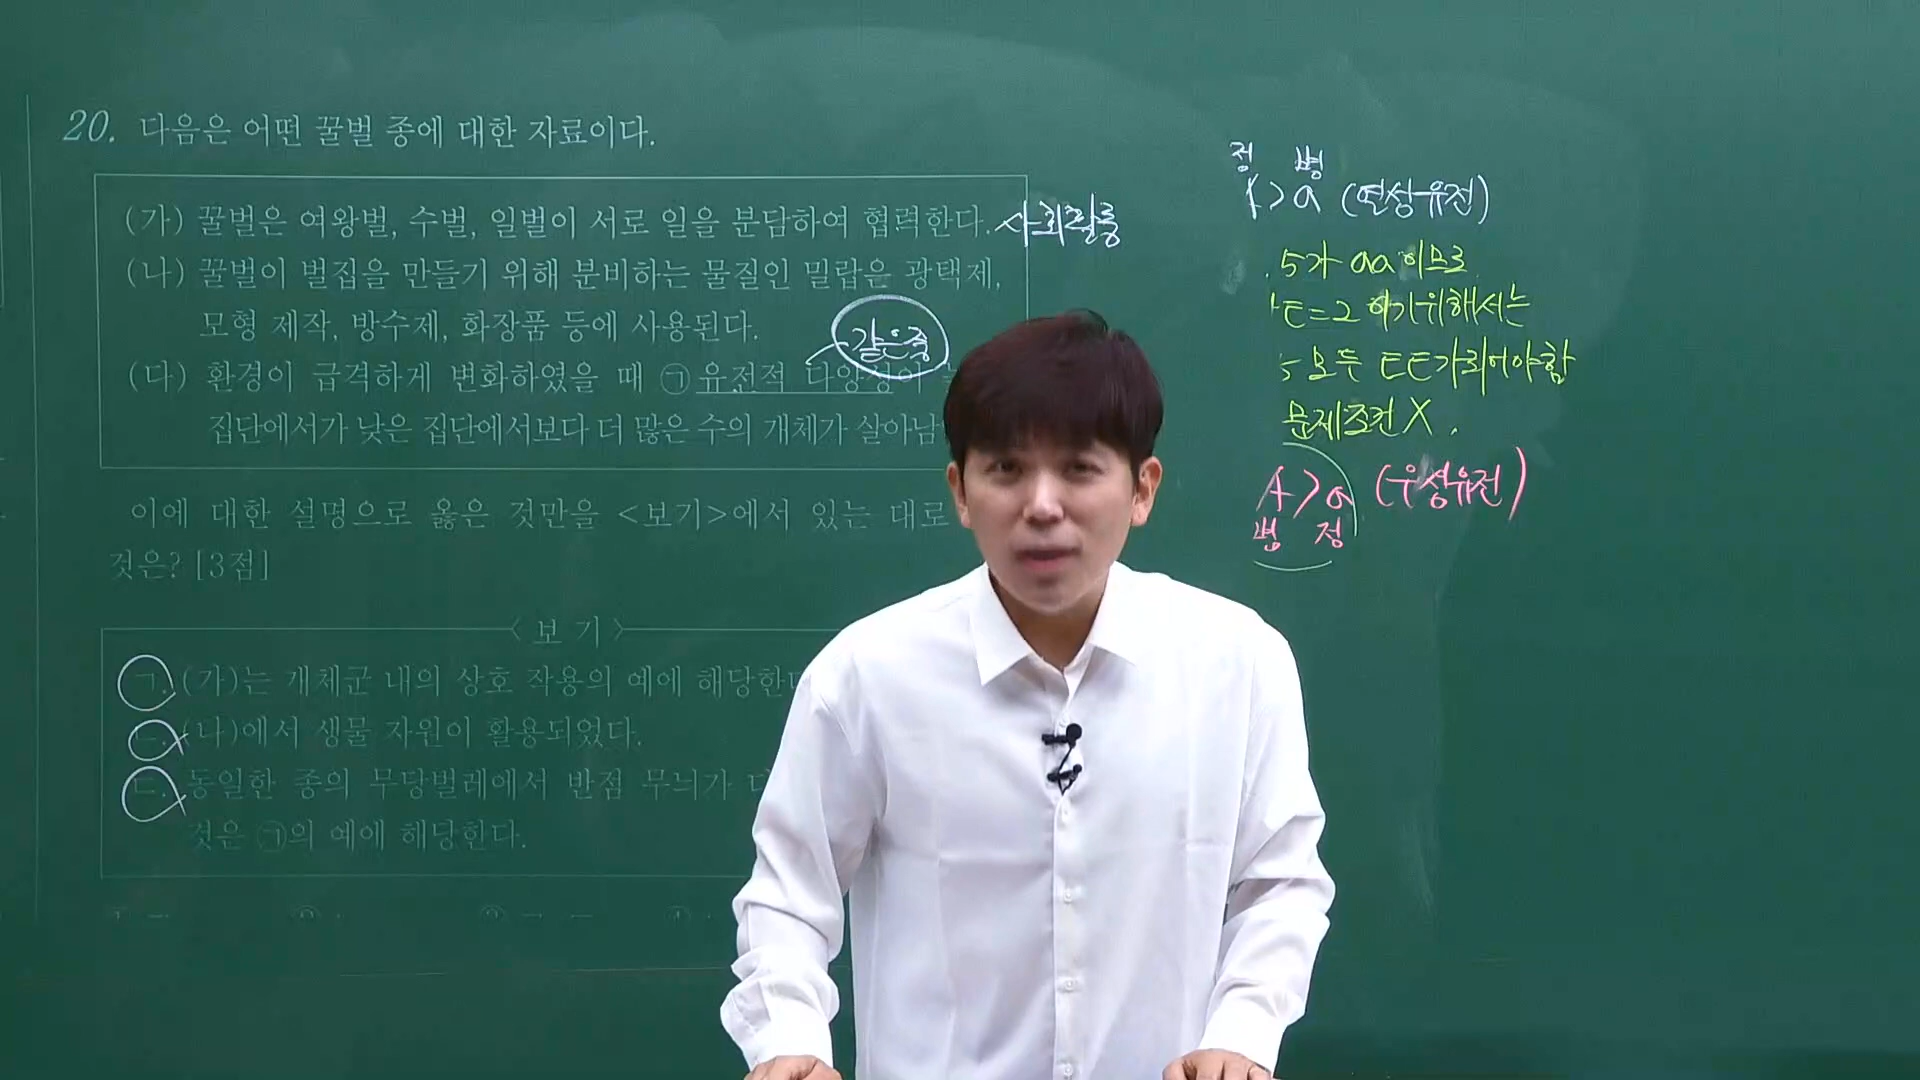 20. 다음은 어떤 꿀벌 종에 대한 자료이다.
(가) 꿀벌은 여왕벌, 수벌, 일벌이 서로 일을 분담하여 협력한다. 사회활동
(나) 꿀벌이 벌집을 만들기 위해 분비하는 물질인 밀랍은 광택제,
모형 제작, 방수제, 화장품 등에 사용된다.
같은종
(다) 환경이 급격하게 변화하였을 때 ㉠유전적 다양성이
집단에서가 낮은 집단에서보다 더 많은 수의 개체가 살아남
이에 대한 설명으로 옳은 것만을 <보기>에서 있는 대로
것은? [3점]
<보 기>
ㄱ. (가)는 개체군 내의 상호 작용의 예에 해당한다
ㄴ. (나)에서 생물 자원이 활용되었다.
ㄷ. 동일한 종의 무당벌레에서 반점 무늬가 다
것은 ㉠의 예에 해당한다.
정 병
A>a (열성유전)
5가 aa이므로
E=2 이기위해서는
5모두 EE가되어야함
문제조건X.
A>a (우성유전)
병 정